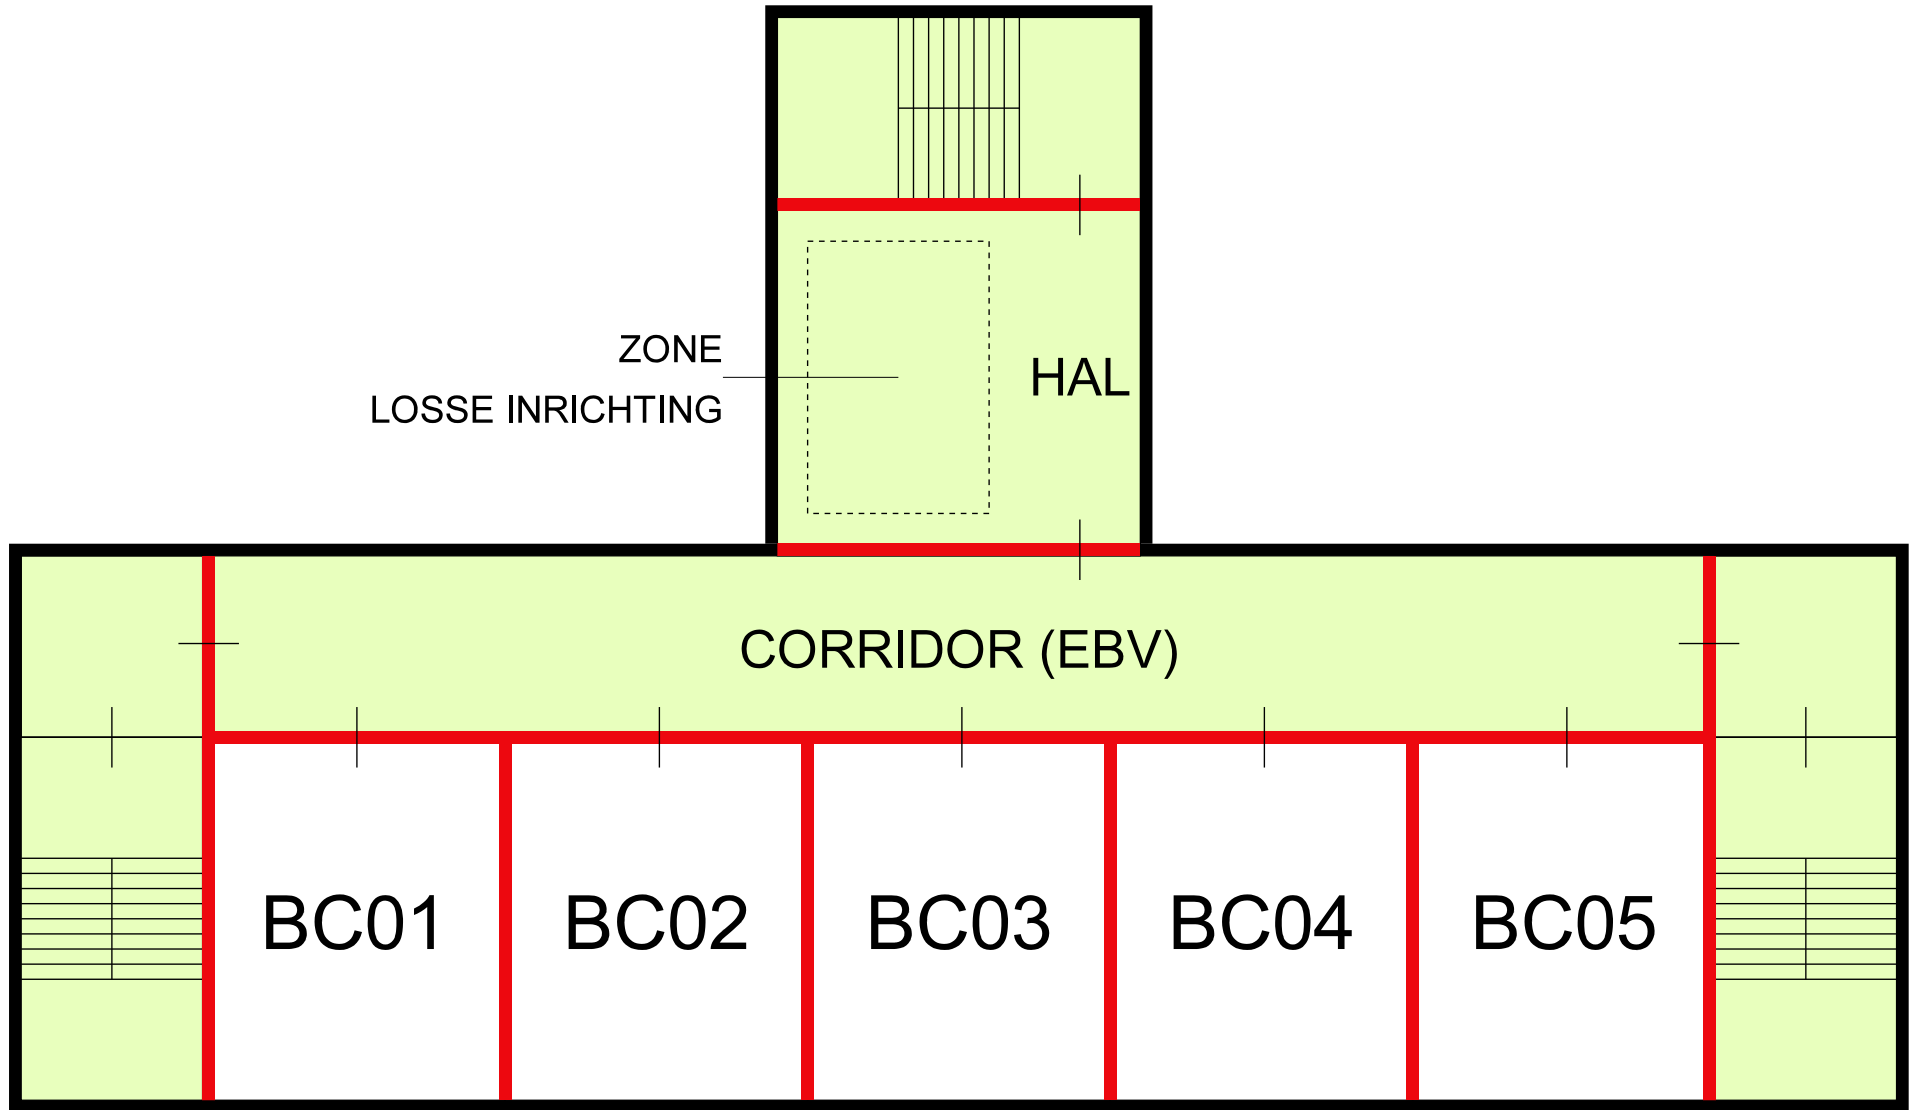 ZONE
LOSSE INRICHTING
HAL
CORRIDOR (EBV)
BC01
BC02
BC03
BC04
BC05